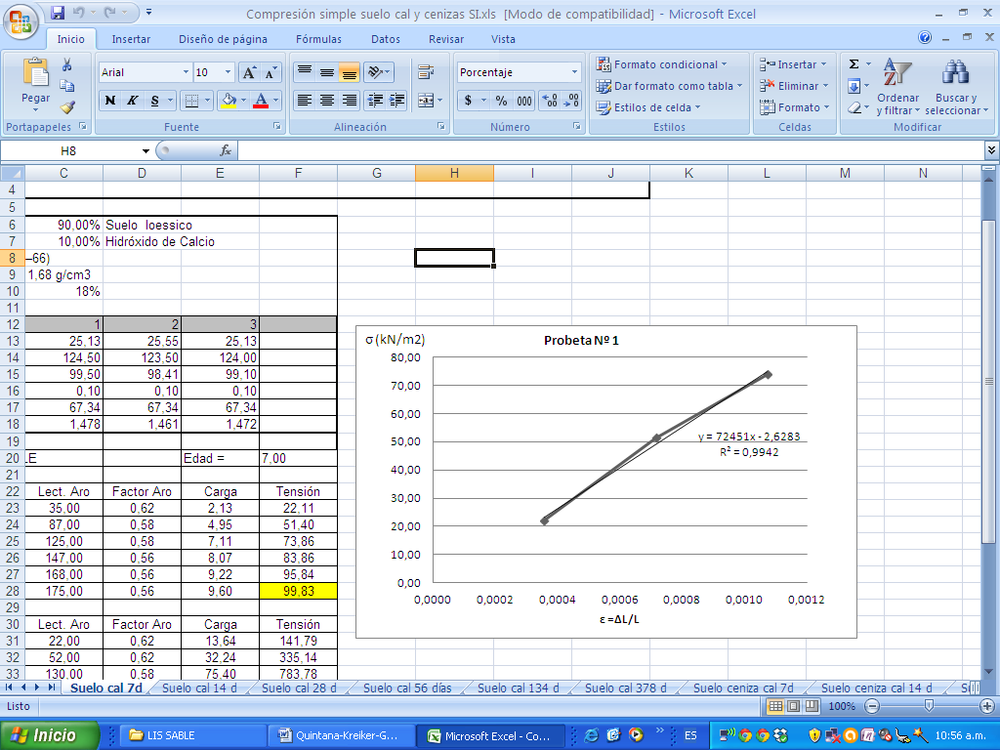 Compresión simple suelo cal y cenizas SI.xls [Modo de compatibilidad] - Microsoft Excel
Inicio Insertar Diseño de página Fórmulas Datos Revisar Vista
Pegar
Arial 10
Porcentaje
N K S
$ % 000
Formato condicional
Dar formato como tabla
Estilos de celda
Insertar
Eliminar
Formato
Σ
Ordenar y filtrar
Buscar y seleccionar
Portapapeles Fuente Alineación Número Estilos Celdas Modificar
H8 fx
C D E F G H I J K L M N
4
5
6 90,00% Suelo loessico
7 10,00% Hidróxido de Calcio
8 –66)
9 1,68 g/cm3
10 18%
11
12 1 2 3
13 25,13 25,55 25,13
14 124,50 123,50 124,00
15 99,50 98,41 99,10
16 0,10 0,10 0,10
17 67,34 67,34 67,34
18 1,478 1,461 1,472
19
20 .E Edad = 7,00
21
22 Lect. Aro Factor Aro Carga Tensión
23 35,00 0,62 2,13 22,11
24 87,00 0,58 4,95 51,40
25 125,00 0,58 7,11 73,86
26 147,00 0,56 8,07 83,86
27 168,00 0,56 9,22 95,84
28 175,00 0,56 9,60 99,83
29
30 Lect. Aro Factor Aro Carga Tensión
31 22,00 0,62 13,64 141,79
32 52,00 0,62 32,24 335,14
33 130,00 0,58 75,40 783,78
σ (kN/m2) Probeta Nº 1
80,00
70,00
60,00
50,00
40,00
30,00
20,00
10,00
0,00
y = 72451x - 2,6283
R² = 0,9942
0,0000 0,0002 0,0004 0,0006 0,0008 0,0010 0,0012
ε =ΔL/L
Suelo cal 7d Suelo cal 14 d Suelo cal 28 d Suelo cal 56 días Suelo cal 134 d Suelo cal 378 d Suelo ceniza cal 7d Suelo ceniza cal 14 d
Listo 100%
Inicio LIS SABLE Quintana-Kreiker-G... Microsoft Excel - Co... ES 10:56 a.m.